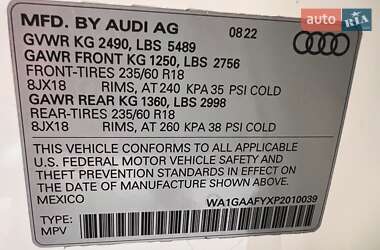 AUTO.RIA.com
MFD. BY AUDI AG 08 22
GVWR KG 2490, LBS 5489
GAWR FRONT KG 1250, LBS 2756
FRONT-TIRES 235/60 R18
8JX18 RIMS, AT 240 KPA 35 PSI COLD
GAWR REAR KG 1360, LBS 2998
REAR-TIRES 235/60 R18
8JX18 RIMS, AT 260 KPA 38 PSI COLD
THIS VEHICLE CONFORMS TO ALL APPLICABLE
U.S. FEDERAL MOTOR VEHICLE SAFETY AND
THEFT PREVENTION STANDARDS IN EFFECT ON
THE DATE OF MANUFACTURE SHOWN ABOVE.
MEXICO WA1GAAFYXP2010039
TYPE:
MPV